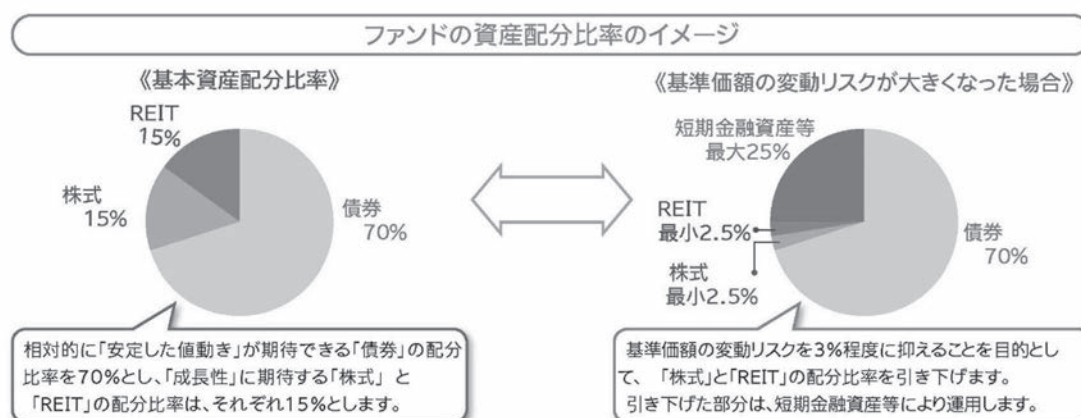 ファンドの資産配分比率のイメージ
《基本資産配分比率》
REIT
15%
株式
15%
債券
70%
相対的に「安定した値動き」が期待できる「債券」の配分
比率を70%とし、「成長性」に期待する「株式」と
「REIT」の配分比率は、それぞれ15%とします。
《基準価額の変動リスクが大きくなった場合》
短期金融資産等
最大25%
REIT
最小2.5%
株式
最小2.5%
債券
70%
基準価額の変動リスクを3%程度に抑えることを目的とし
て、「株式」と「REIT」の配分比率を引き下げます。
引き下げた部分は、短期金融資産等により運用します。